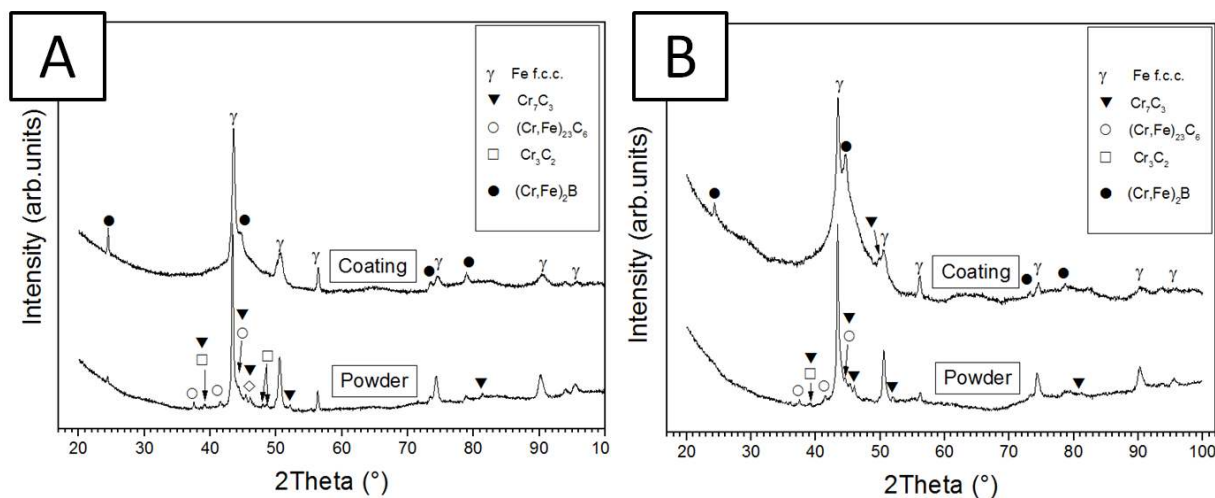 A
Intensity (arb.units)
γ Fe f.c.c.
▼ Cr₇C₃
○ (Cr,Fe)₂₃C₆
□ Cr₃C₂
● (Cr,Fe)₂B
γ
γ
γ
γ
γ
γ
Coating
Powder
20 30 40 50 60 70 80 90 100
2Theta (°)
B
Intensity (arb.units)
γ Fe f.c.c.
▼ Cr₇C₃
○ (Cr,Fe)₂₃C₆
□ Cr₃C₂
● (Cr,Fe)₂B
γ
γ
γ
γ
γ
γ
Coating
Powder
20 30 40 50 60 70 80 90 100
2Theta (°)